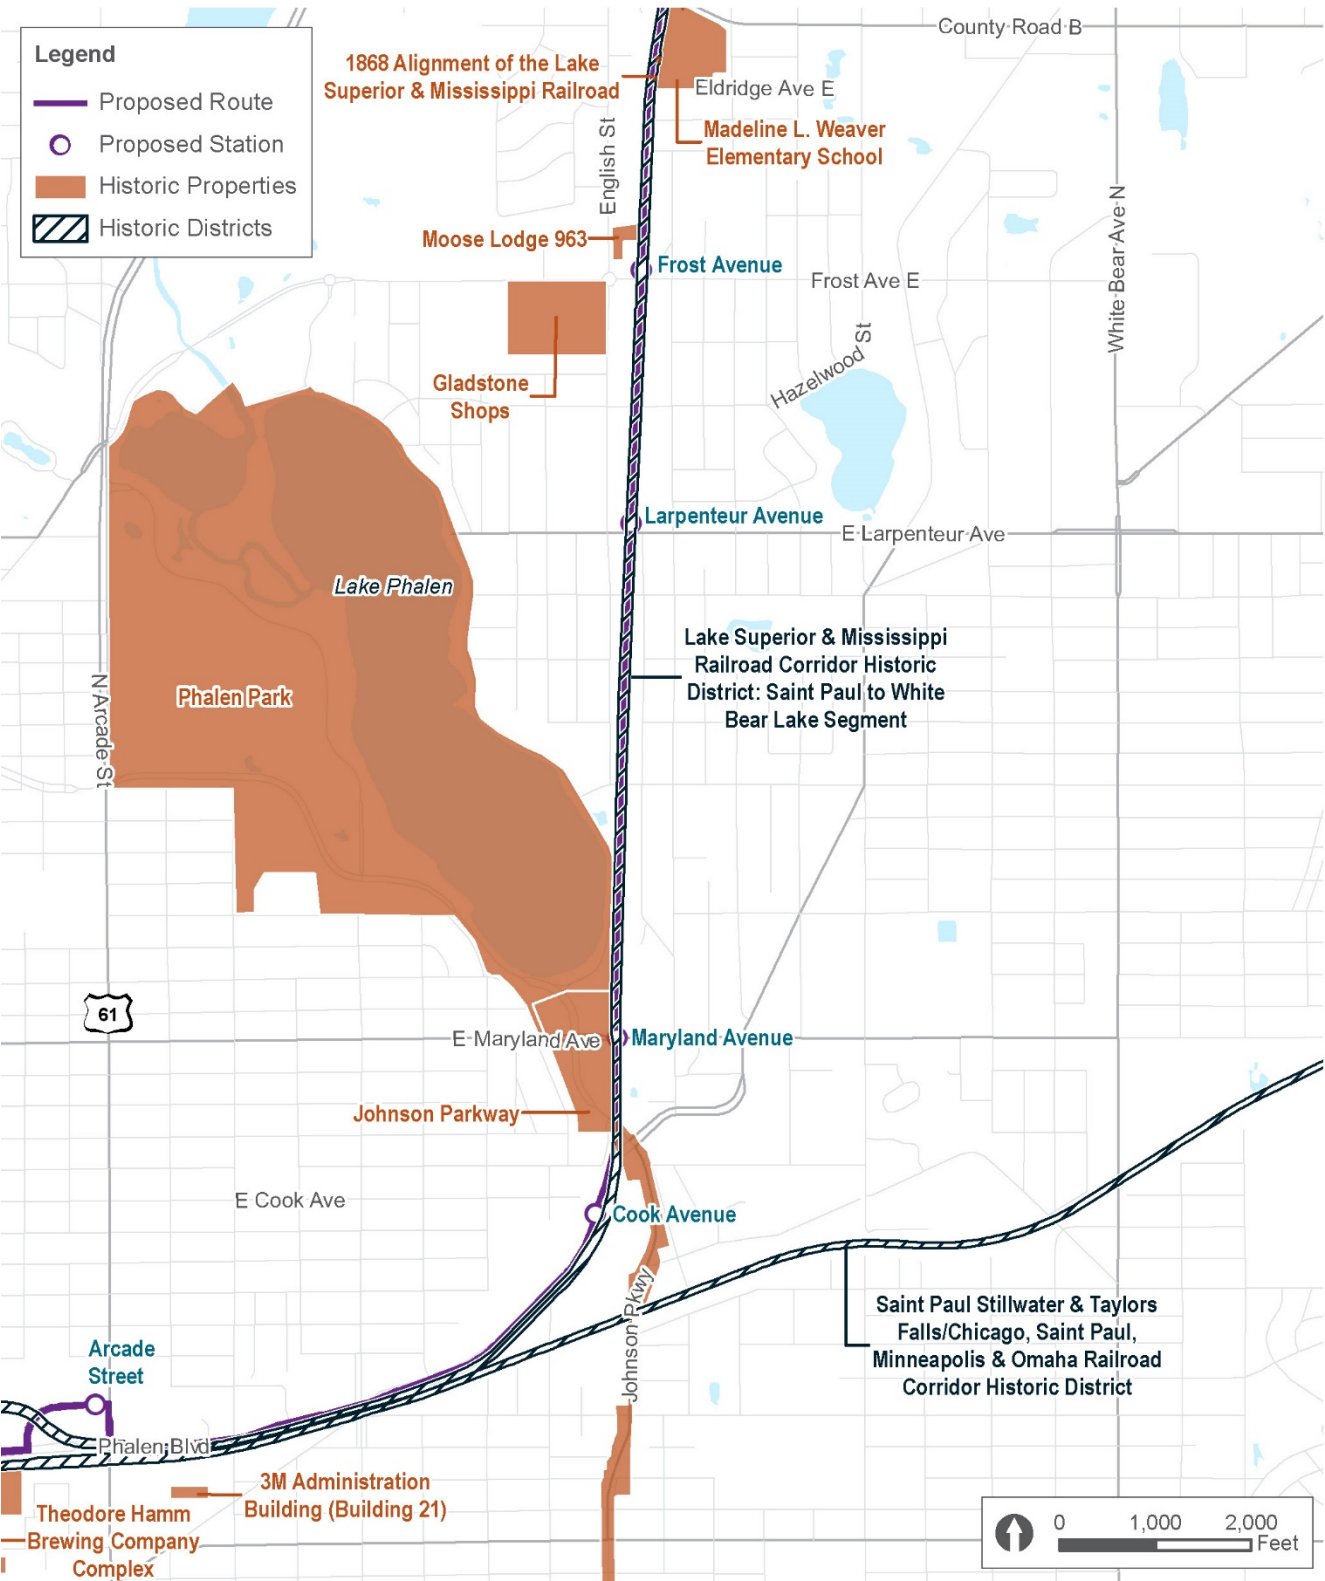 Legend
Proposed Route
Proposed Station
Historic Properties
Historic Districts
County Road B
1868 Alignment of the Lake
Superior & Mississippi Railroad
Eldridge Ave E
Madeline L. Weaver
Elementary School
English St
Moose Lodge 963
Frost Avenue
Frost Ave E
White Bear Ave N
Hazelwood St
Gladstone
Shops
Larpenteur Avenue
E Larpenteur Ave
Lake Phalen
Lake Superior & Mississippi
Railroad Corridor Historic
District: Saint Paul to White
Bear Lake Segment
Phalen Park
N Arcade St
61
E Maryland Ave
Maryland Avenue
Johnson Parkway
E Cook Ave
Cook Avenue
Johnson Pkwy
Saint Paul Stillwater & Taylors
Falls/Chicago, Saint Paul,
Minneapolis & Omaha Railroad
Corridor Historic District
Arcade
Street
Phalen Blvd
3M Administration
Building (Building 21)
Theodore Hamm
Brewing Company
Complex
0 1,000 2,000
Feet